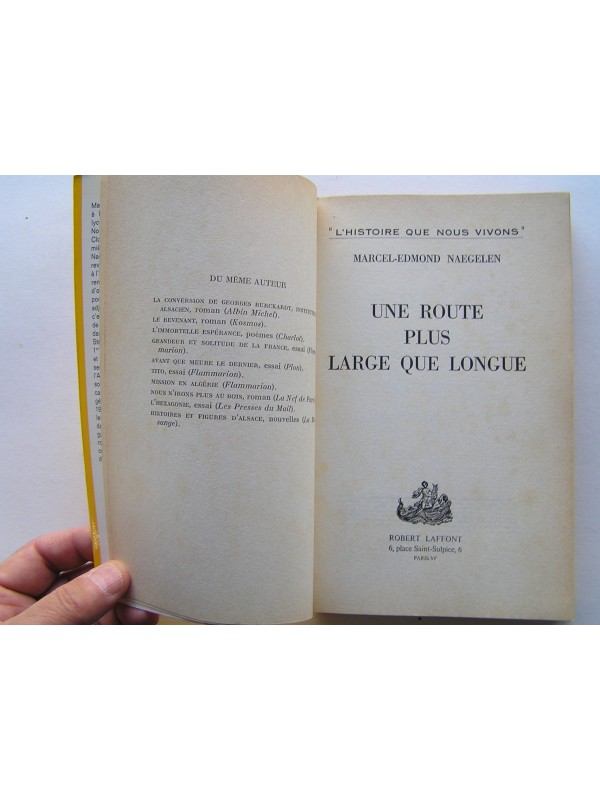 DU MÊME AUTEUR
LA CONVERSION DE GEORGES BURCKARDT,
ALSACIEN, roman (Albin Michel).
LE REVENANT, roman (Kosmos).
L'IMMORTELLE ESPÉRANCE, poèmes (Charlot).
GRANDEUR ET SOLITUDE DE LA FRANCE, essai
marion).
AVANT QUE MEURE LE DERNIER, essai (Plon).
TITO, essai (Flammarion).
MISSION EN ALGÉRIE (Flammarion).
NOUS N'IRONS PLUS AU BOIS, roman (La Nef de
L'HEXAGONIE, essai (Les Presses du Mail).
HISTOIRES ET FIGURES D'ALSACE, nouvelles
sange).
"L'HISTOIRE QUE NOUS VIVONS"
MARCEL-EDMOND NAEGELEN
UNE ROUTE
PLUS
LARGE QUE LONGUE
ROBERT LAFFONT
6, place Saint-Sulpice, 6
PARIS-VIe